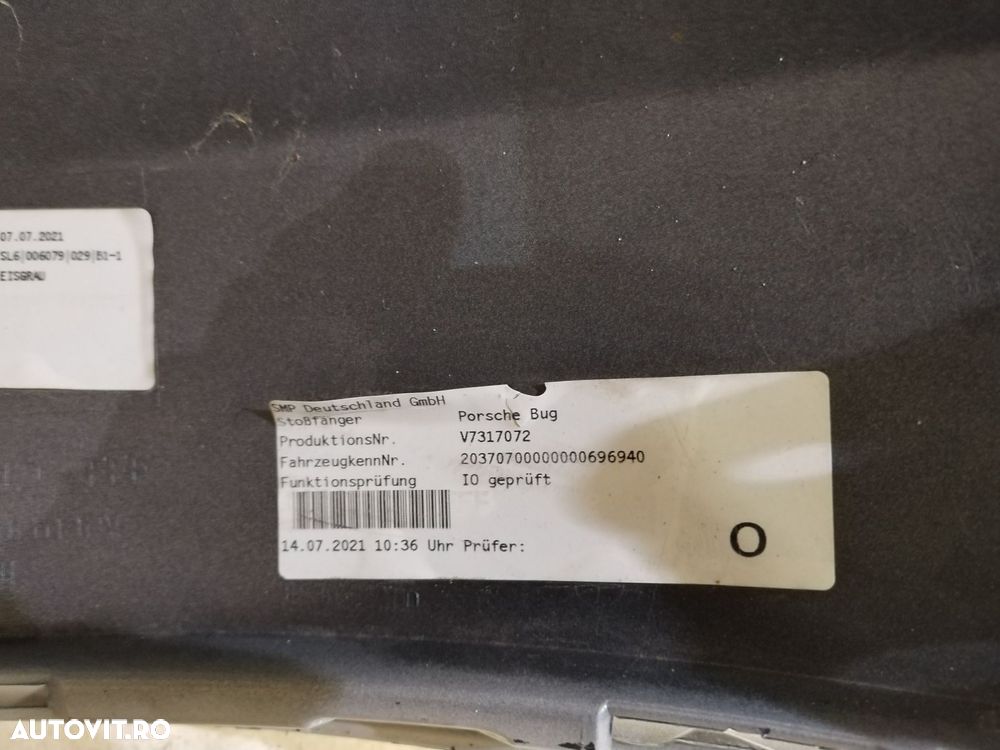 07.07.2021
SL6|006079|029|B1-1
EISGRAU
SMP Deutschland GmbH
Stoßfänger Porsche Bug
ProduktionsNr. V7317072
FahrzeugkennNr. 20370700000000696940
Funktionsprüfung IO geprüft
14.07.2021 10:36 Uhr Prüfer:
O
AUTOVIT.RO